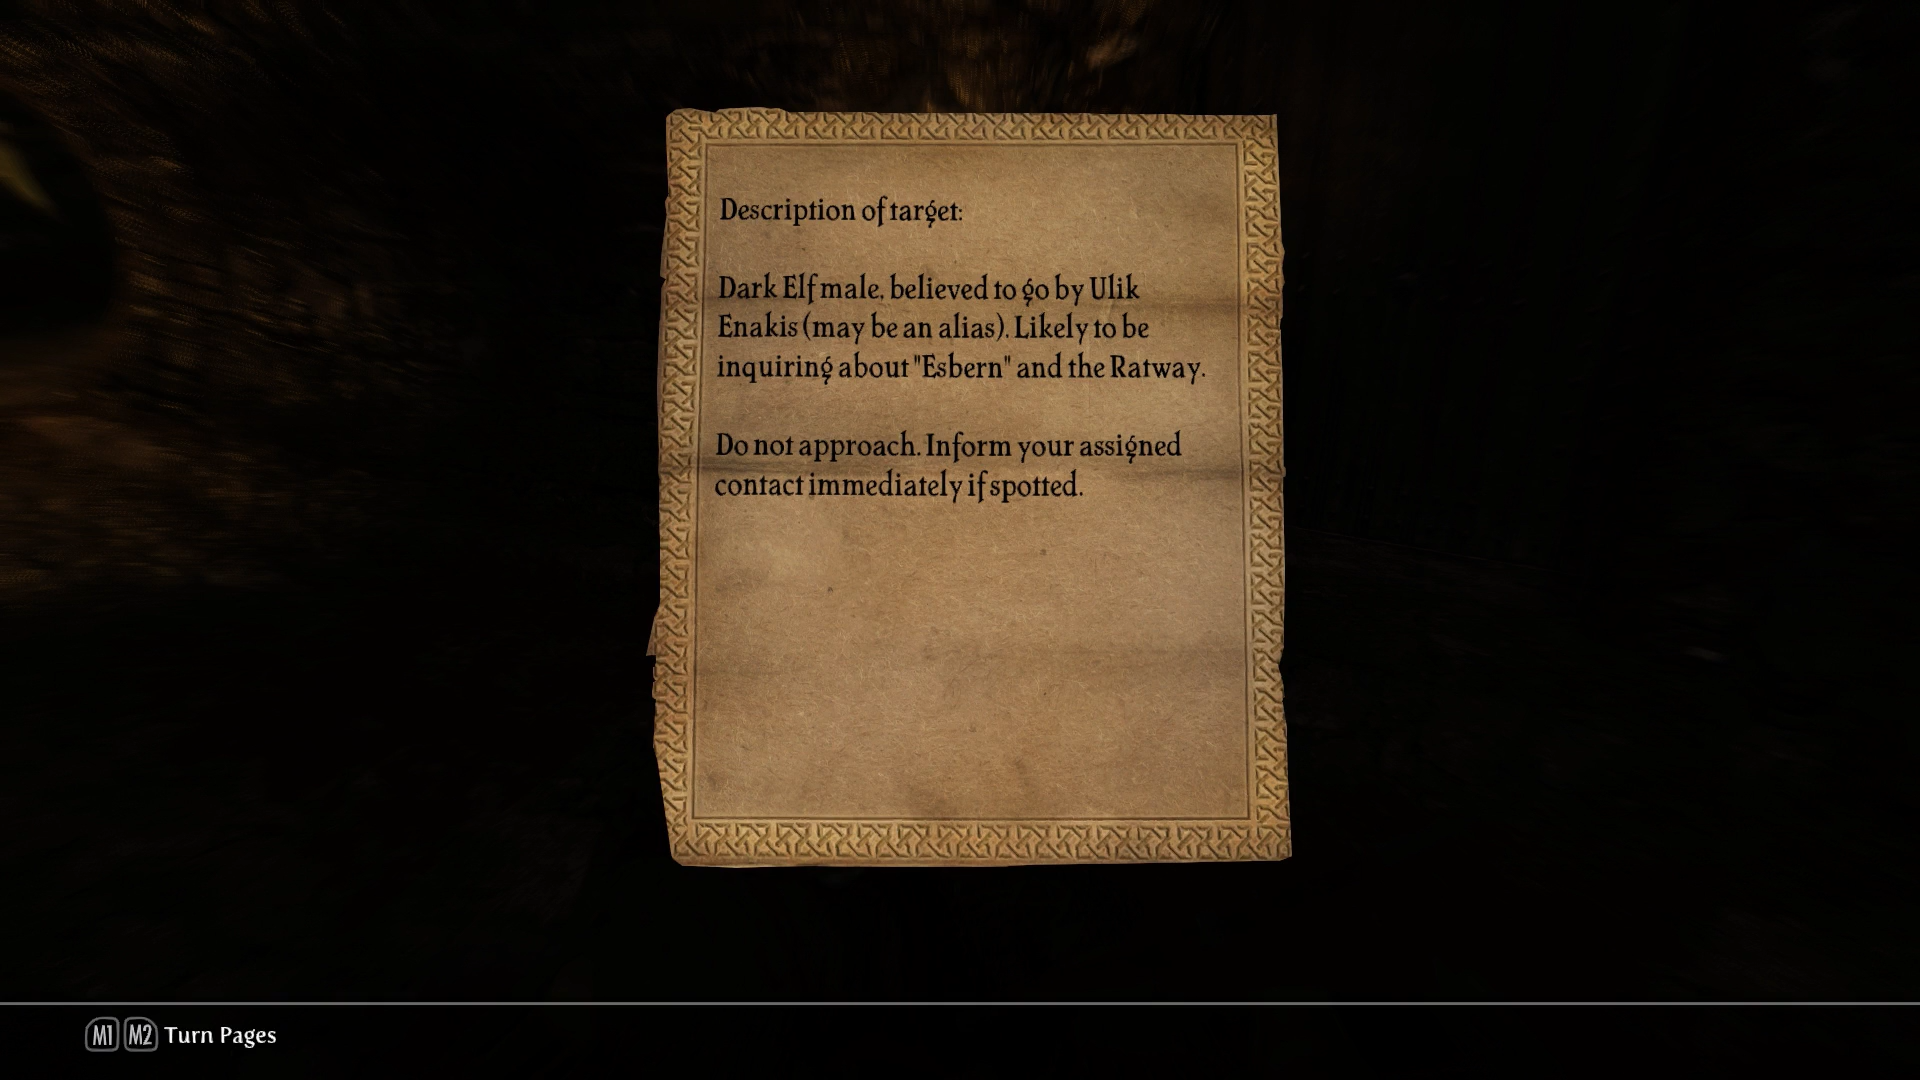 Description of target:
Dark Elf male, believed to go by Ulik
Enakis (may be an alias). Likely to be
inquiring about "Esbern" and the Ratway.
Do not approach. Inform your assigned
contact immediately if spotted.
M1 M2 Turn Pages